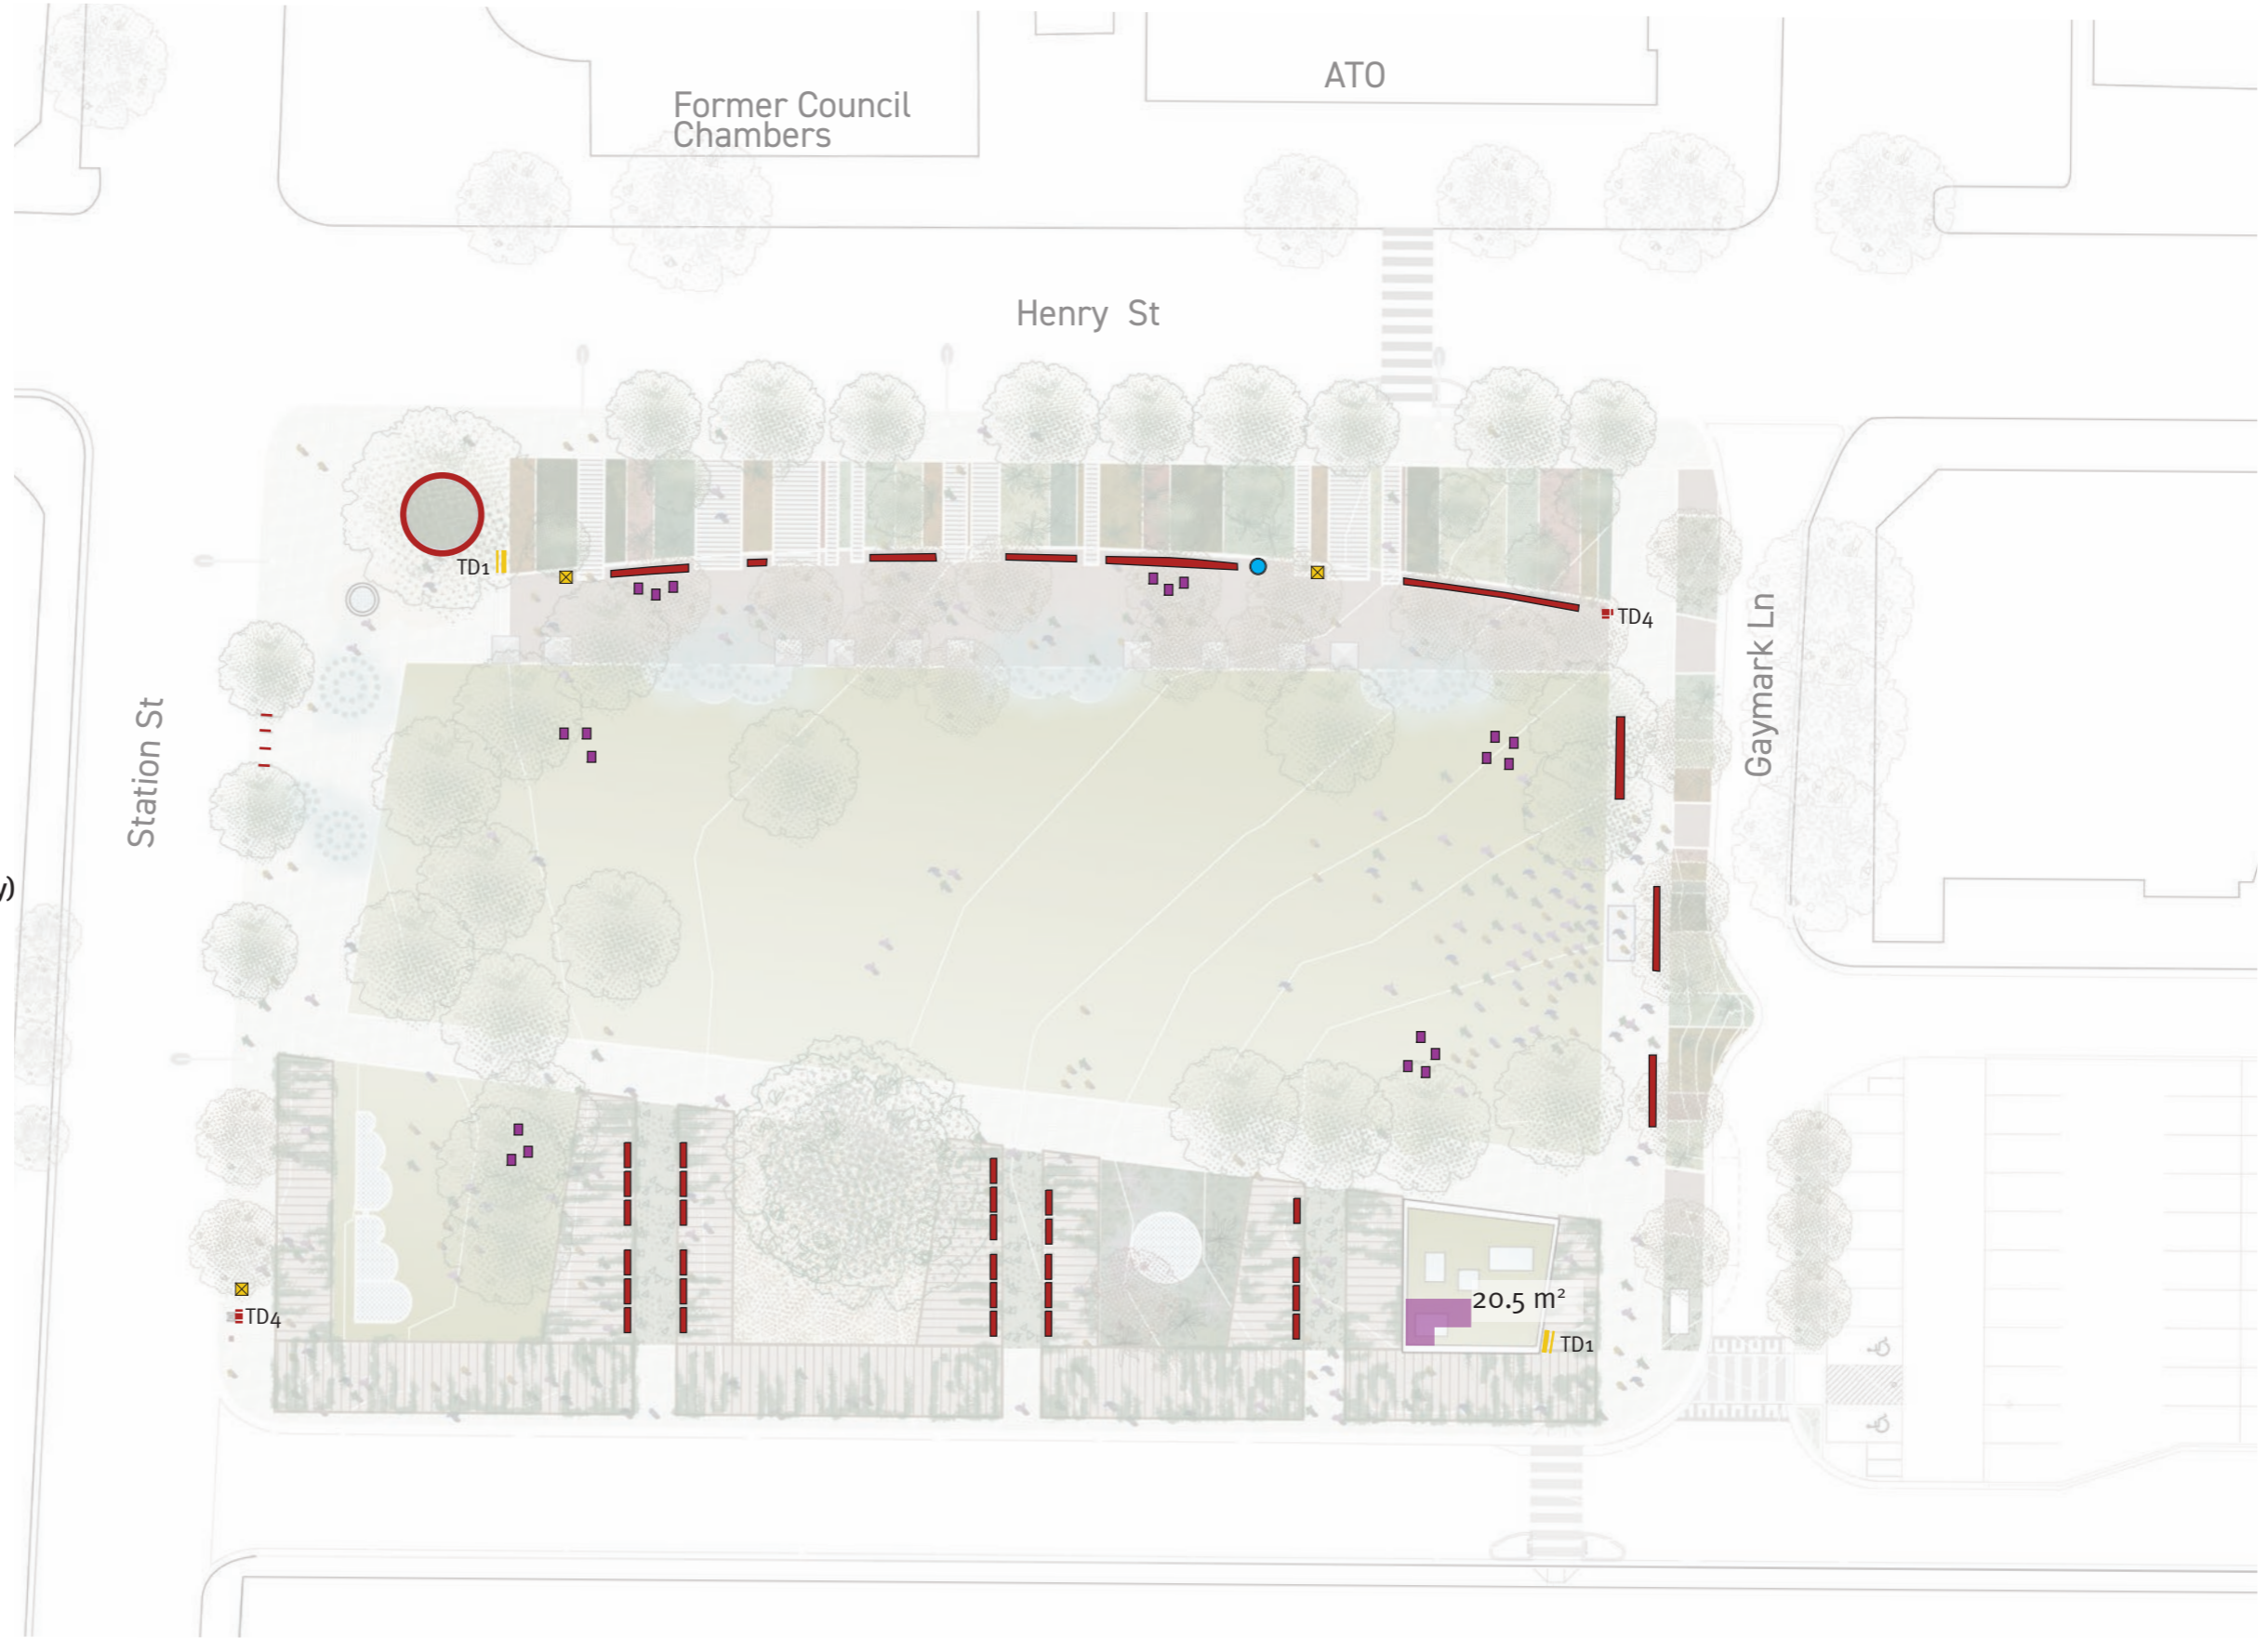 ATO
Former Council
Chambers
Henry St
TD1
TD4
Gaymark Ln
Station St
y)
20.5 m²
TD4
TD1